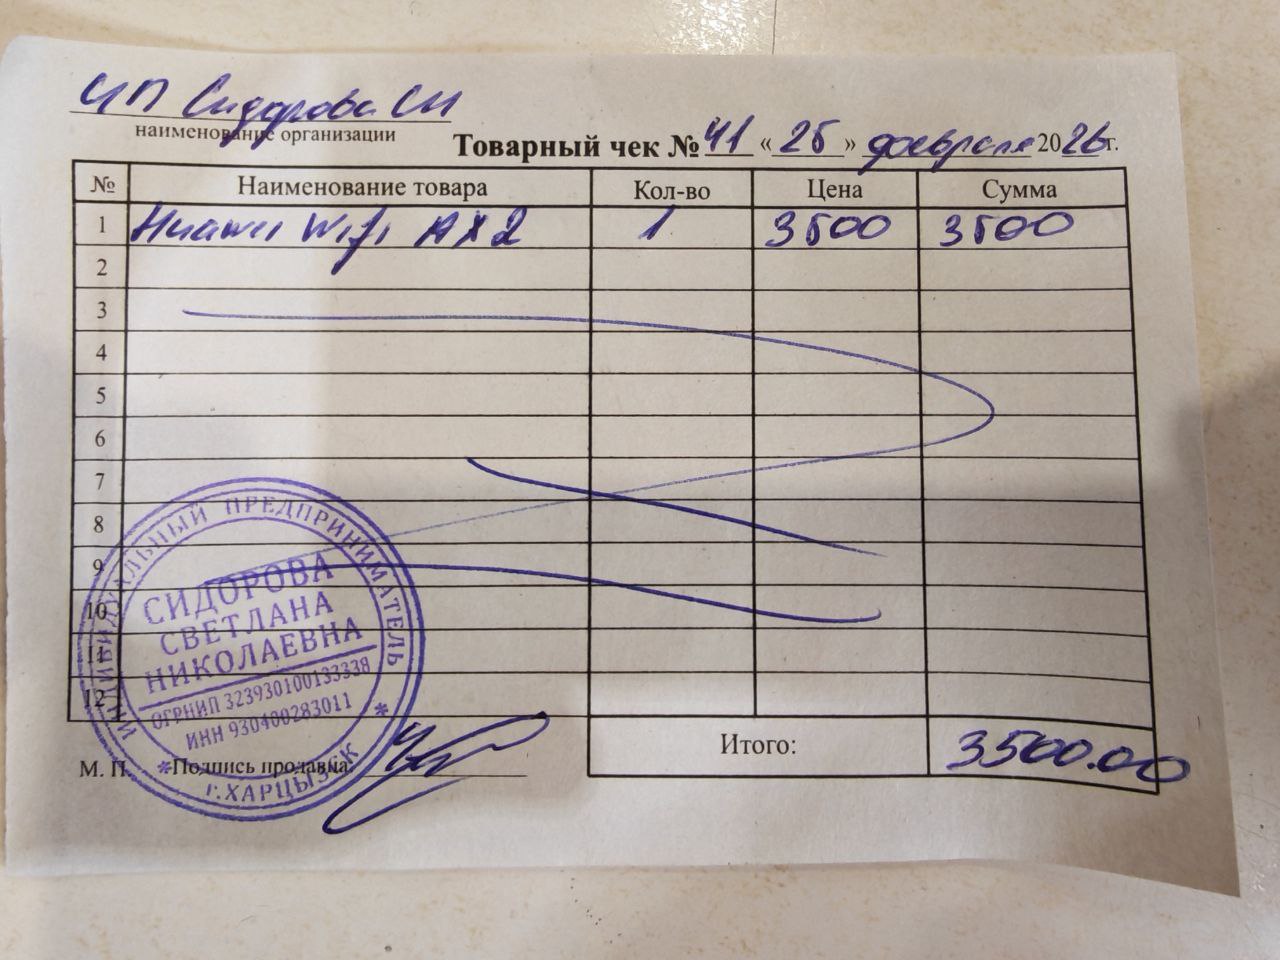 ЧП Сидорова СН
наименование организации
Товарный чек № 41 « 26 » февраля 2026 г.
№ Наименование товара Кол-во Цена Сумма
1 Huawei Wifi AX2 1 3500 3500
2
3
4
5
6
7
8
9
10
11
12
Итого: 3500.00
М. П. Подпись продавца
ИНДИВИДУАЛЬНЫЙ ПРЕДПРИНИМАТЕЛЬ
СИДОРОВА
СВЕТЛАНА
НИКОЛАЕВНА
ОГРНИП 323930100133338
ИНН 930400283011
* г.ХАРЦЫЗСК *